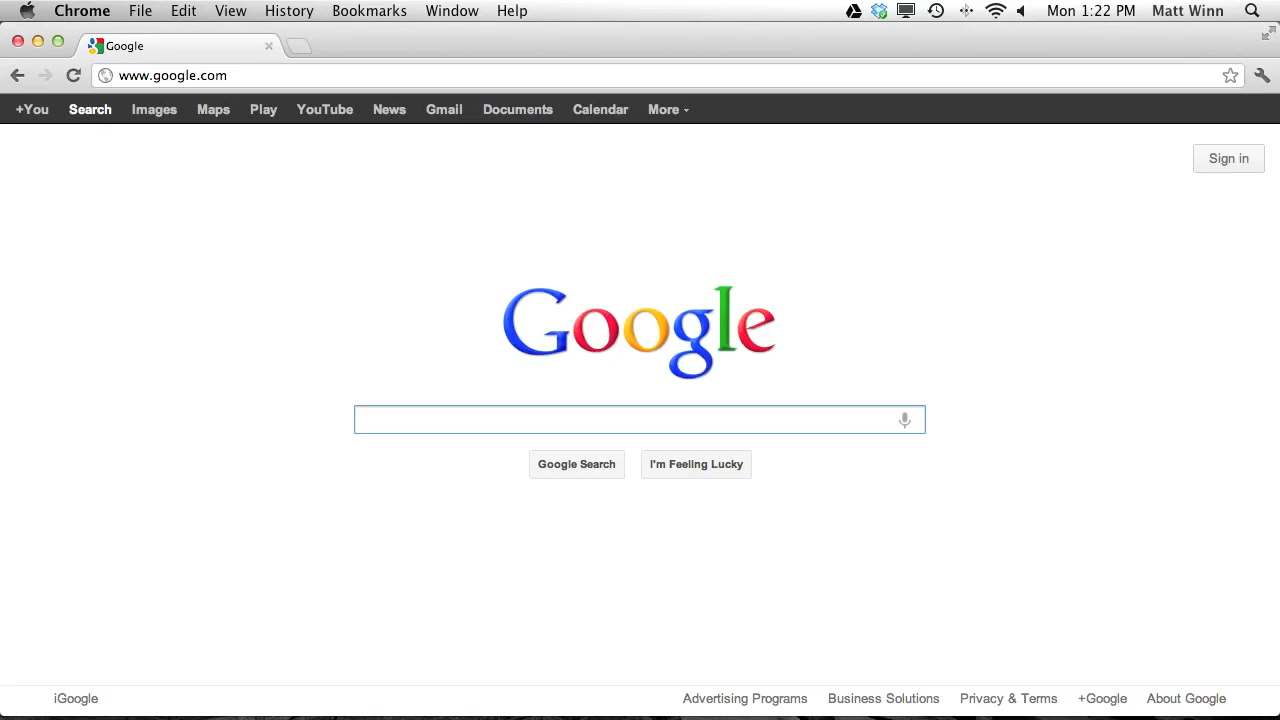 Chrome File Edit View History Bookmarks Window Help Mon 1:22 PM Matt Winn
Google
www.google.com
+You Search Images Maps Play YouTube News Gmail Documents Calendar More
Sign in
Google
Google Search I'm Feeling Lucky
iGoogle Advertising Programs Business Solutions Privacy & Terms +Google About Google